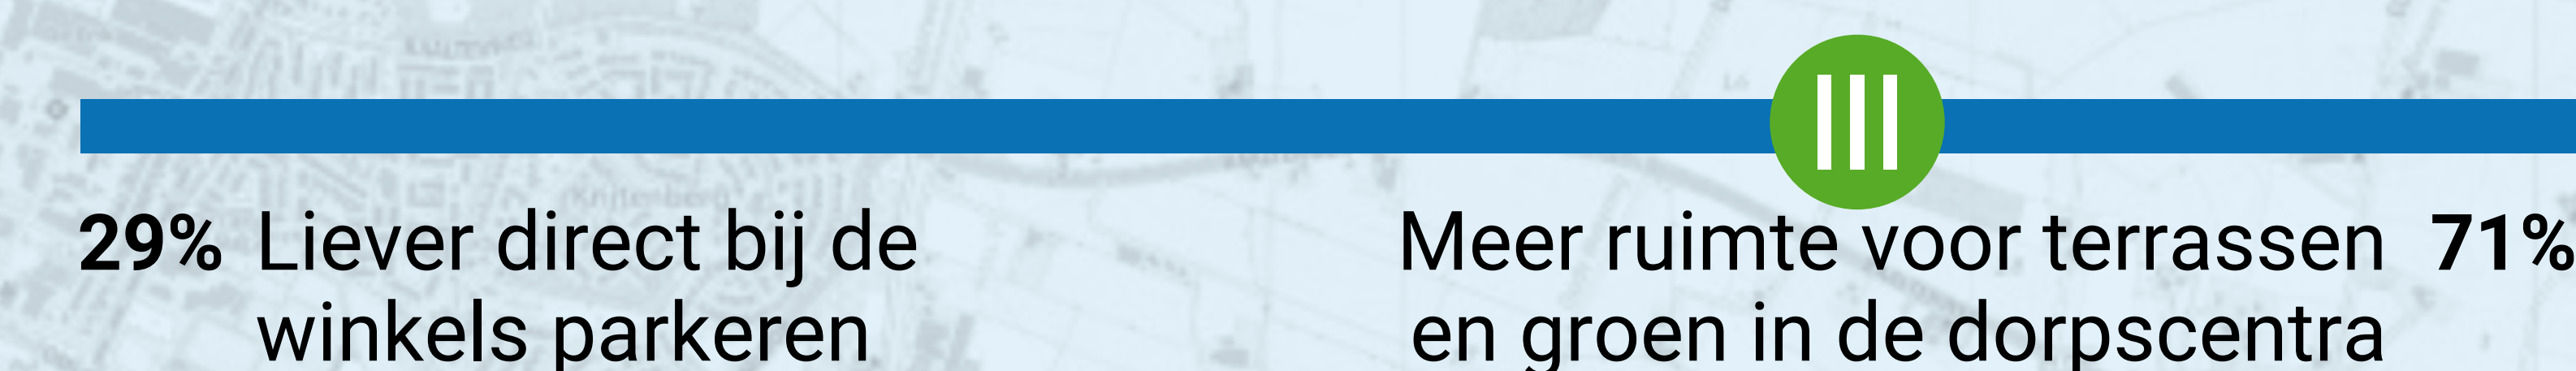 29% Liever direct bij de
winkels parkeren
Meer ruimte voor terrassen 71%
en groen in de dorpscentra